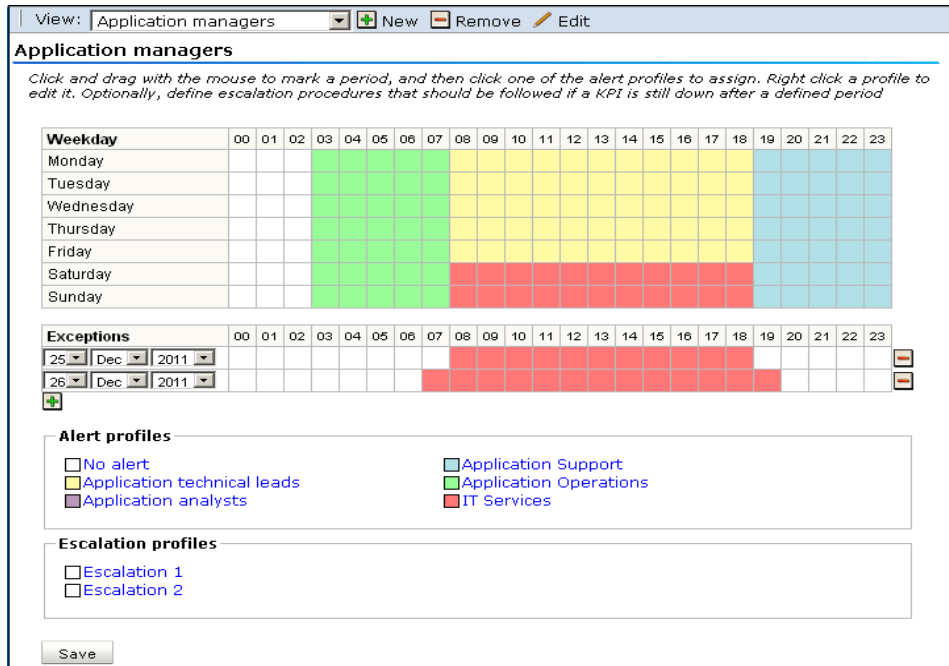 View: Application managers New Remove Edit
Application managers
Click and drag with the mouse to mark a period, and then click one of the alert profiles to assign. Right click a profile to
edit it. Optionally, define escalation procedures that should be followed if a KPI is still down after a defined period
Weekday 00 01 02 03 04 05 06 07 08 09 10 11 12 13 14 15 16 17 18 19 20 21 22 23
Monday
Tuesday
Wednesday
Thursday
Friday
Saturday
Sunday
Exceptions 00 01 02 03 04 05 06 07 08 09 10 11 12 13 14 15 16 17 18 19 20 21 22 23
25 Dec 2011
26 Dec 2011
Alert profiles
No alert Application Support
Application technical leads Application Operations
Application analysts IT Services
Escalation profiles
Escalation 1
Escalation 2
Save